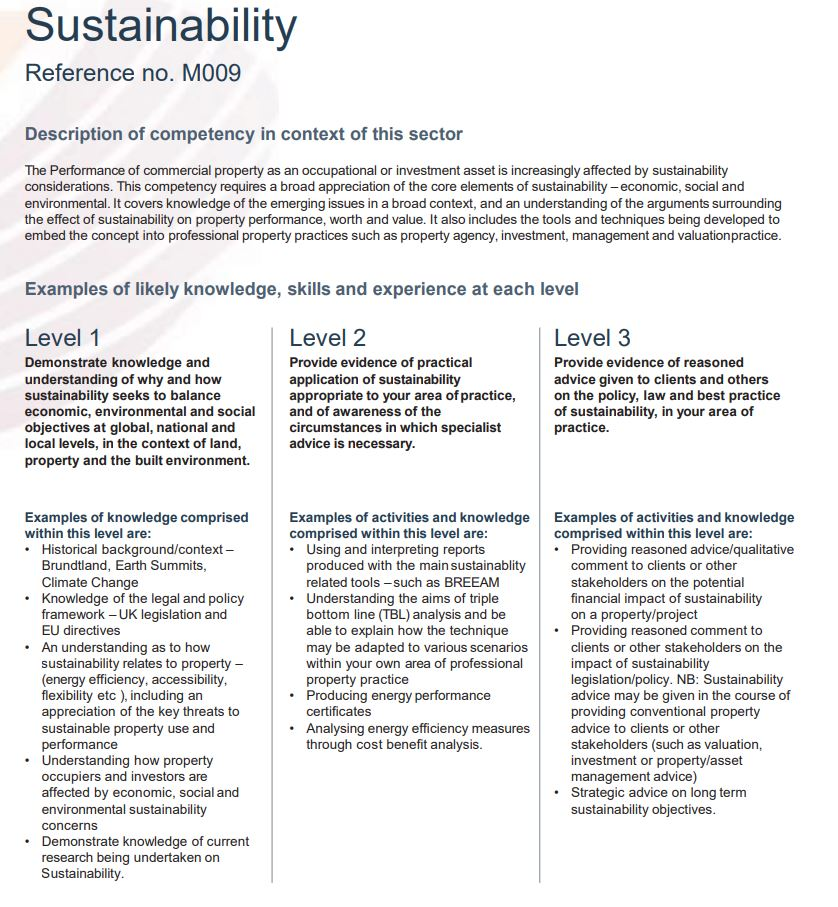 Sustainability
Reference no. M009
Description of competency in context of this sector
The Performance of commercial property as an occupational or investment asset is increasingly affected by sustainability
considerations. This competency requires a broad appreciation of the core elements of sustainability – economic, social and
environmental. It covers knowledge of the emerging issues in a broad context, and an understanding of the arguments surrounding
the effect of sustainability on property performance, worth and value. It also includes the tools and techniques being developed to
embed the concept into professional property practices such as property agency, investment, management and valuationpractice.
Examples of likely knowledge, skills and experience at each level
Level 1
Demonstrate knowledge and
understanding of why and how
sustainability seeks to balance
economic, environmental and social
objectives at global, national and
local levels, in the context of land,
property and the built environment.
Examples of knowledge comprised
within this level are:
• Historical background/context –
Brundtland, Earth Summits,
Climate Change
• Knowledge of the legal and policy
framework – UK legislation and
EU directives
• An understanding as to how
sustainability relates to property –
(energy efficiency, accessibility,
flexibility etc ), including an
appreciation of the key threats to
sustainable property use and
performance
• Understanding how property
occupiers and investors are
affected by economic, social and
environmental sustainability
concerns
• Demonstrate knowledge of current
research being undertaken on
Sustainability.
Level 2
Provide evidence of practical
application of sustainability
appropriate to your area of practice,
and of awareness of the
circumstances in which specialist
advice is necessary.
Examples of activities and knowledge
comprised within this level are:
• Using and interpreting reports
produced with the main sustainablity
related tools – such as BREEAM
• Understanding the aims of triple
bottom line (TBL) analysis and be
able to explain how the technique
may be adapted to various scenarios
within your own area of professional
property practice
• Producing energy performance
certificates
• Analysing energy efficiency measures
through cost benefit analysis.
Level 3
Provide evidence of reasoned
advice given to clients and others
on the policy, law and best practice
of sustainability, in your area of
practice.
Examples of activities and knowledge
comprised within this level are:
• Providing reasoned advice/qualitative
comment to clients or other
stakeholders on the potential
financial impact of sustainability
on a property/project
• Providing reasoned comment to
clients or other stakeholders on the
impact of sustainability
legislation/policy. NB: Sustainability
advice may be given in the course of
providing conventional property
advice to clients or other
stakeholders (such as valuation,
investment or property/asset
management advice)
• Strategic advice on long term
sustainability objectives.